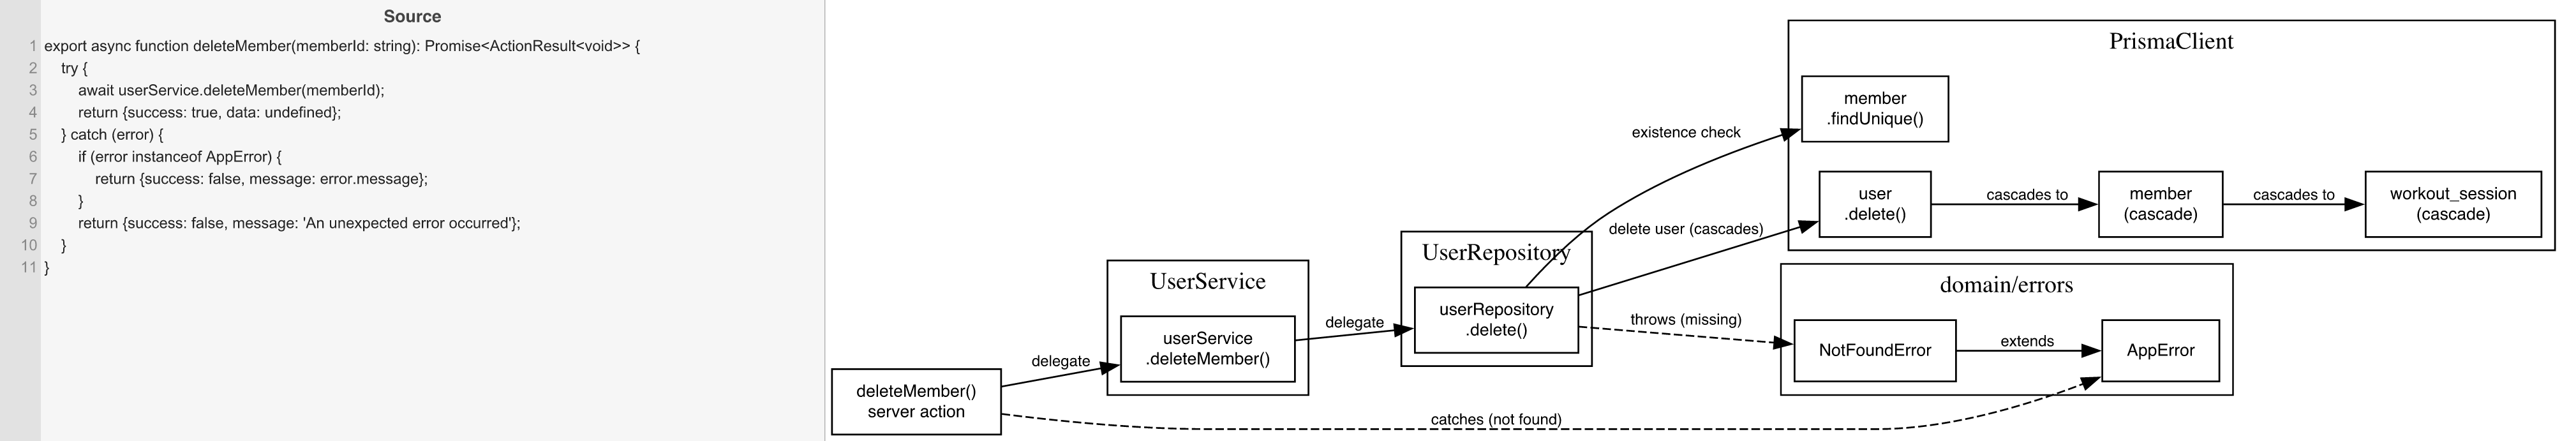 Source
1 export async function deleteMember(memberId: string): Promise<ActionResult<void>> {
2 try {
3 await userService.deleteMember(memberId);
4 return {success: true, data: undefined};
5 } catch (error) {
6 if (error instanceof AppError) {
7 return {success: false, message: error.message};
8 }
9 return {success: false, message: 'An unexpected error occurred'};
10 }
11 }
PrismaClient
member
.findUnique()
existence check
user
.delete()
cascades to
member
(cascade)
cascades to
workout_session
(cascade)
delete user (cascades)
UserRepository
userRepository
.delete()
UserService
userService
.deleteMember()
delegate
delegate
throws (missing)
domain/errors
NotFoundError
extends
AppError
deleteMember()
server action
catches (not found)